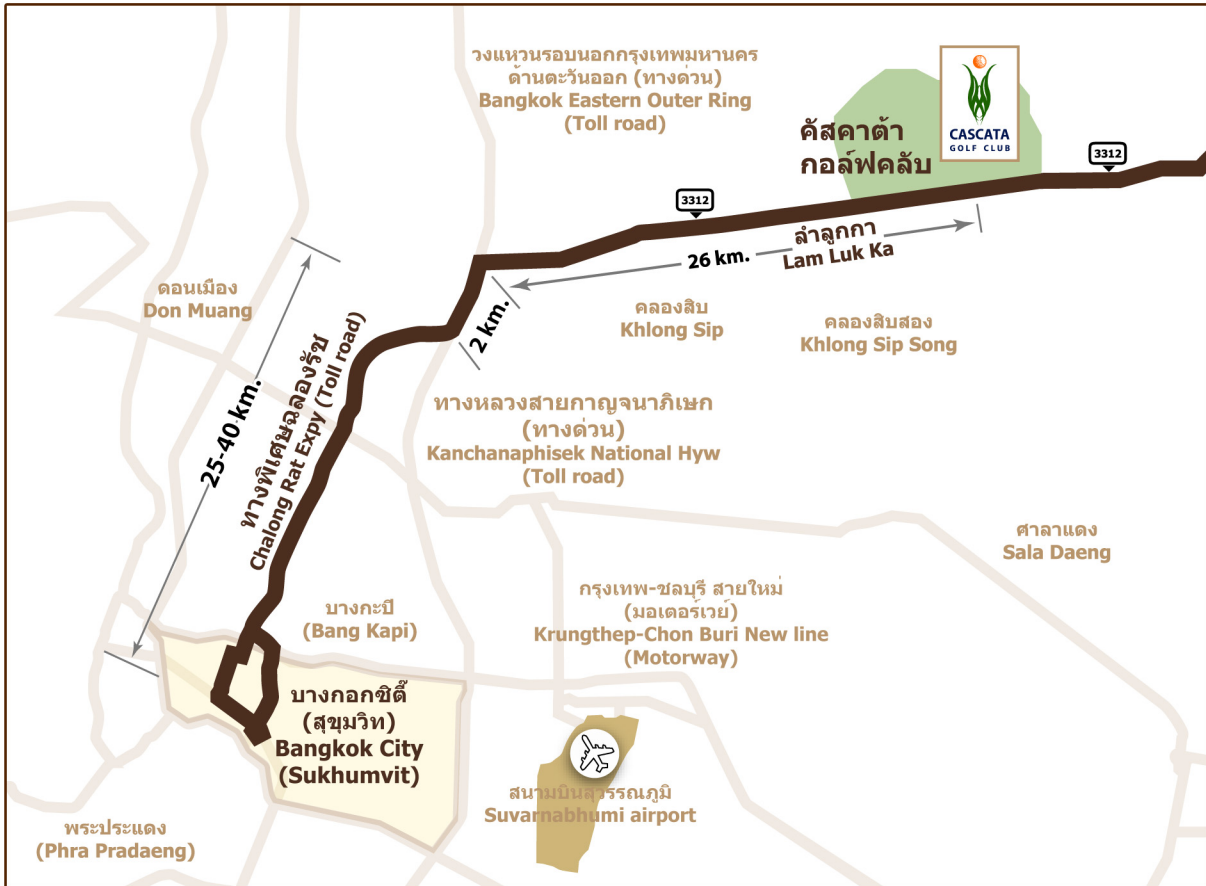 วงแหวนรอบนอกกรุงเทพมหานคร
ด้านตะวันออก (ทางด่วน)
Bangkok Eastern Outer Ring
(Toll road)
คัสคาต้า
กอล์ฟคลับ
CASCATA
GOLF CLUB
3312
3312
ลำลูกกา
Lam Luk Ka
26 km.
2 km.
ดอนเมือง
Don Muang
คลองสิบ
Khlong Sip
คลองสิบสอง
Khlong Sip Song
25-40 km.
ทางพิเศษฉลองรัช
Chalong Rat Expy (Toll road)
ทางหลวงสายกาญจนาภิเษก
(ทางด่วน)
Kanchanaphisek National Hyw
(Toll road)
ศาลาแดง
Sala Daeng
บางกะปิ
(Bang Kapi)
กรุงเทพ-ชลบุรี สายใหม่
(มอเตอร์เวย์)
Krungthep-Chon Buri New line
(Motorway)
บางกอกซิตี้
(สุขุมวิท)
Bangkok City
(Sukhumvit)
สนามบินสุวรรณภูมิ
Suvarnabhumi airport
พระประแดง
(Phra Pradaeng)